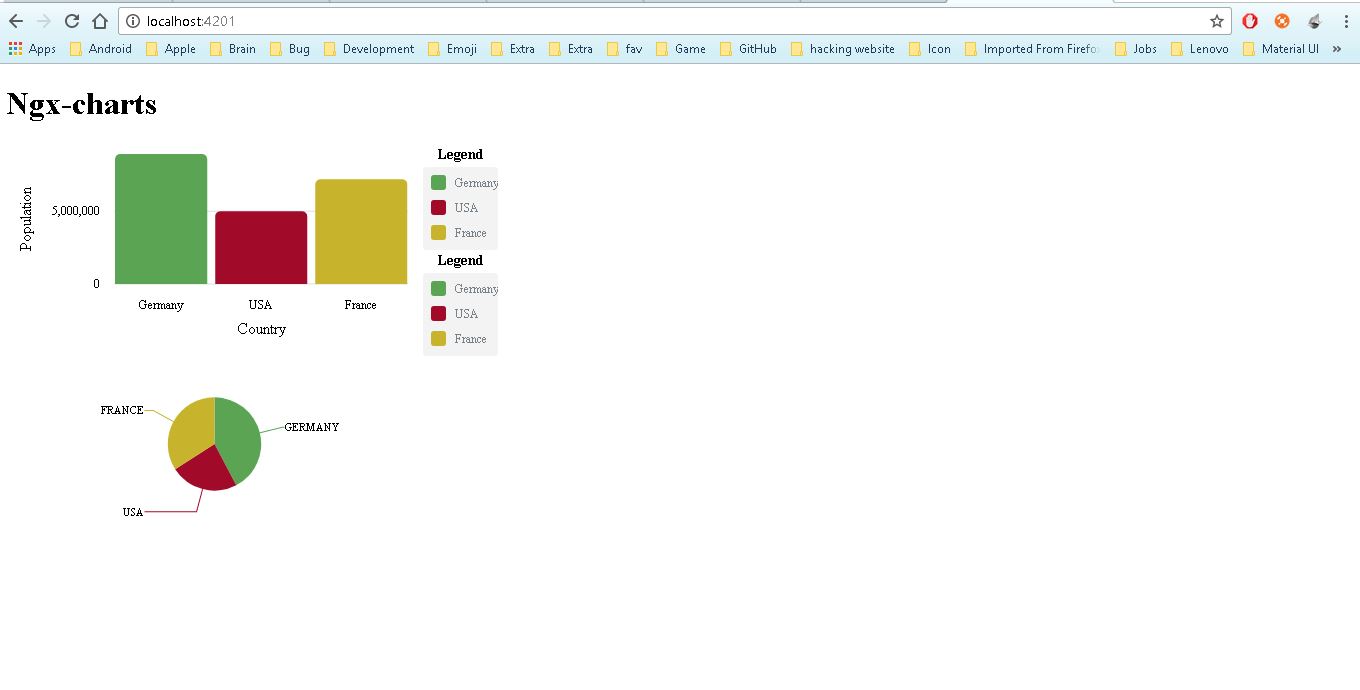 localhost:4201
Apps Android Apple Brain Bug Development Emoji Extra Extra fav Game GitHub hacking website Icon Imported From Firefo Jobs Lenovo Material UI »
Ngx-charts
Population
5,000,000
0
Germany USA France
Country
Legend
Germany
USA
France
Legend
Germany
USA
France
FRANCE
GERMANY
USA